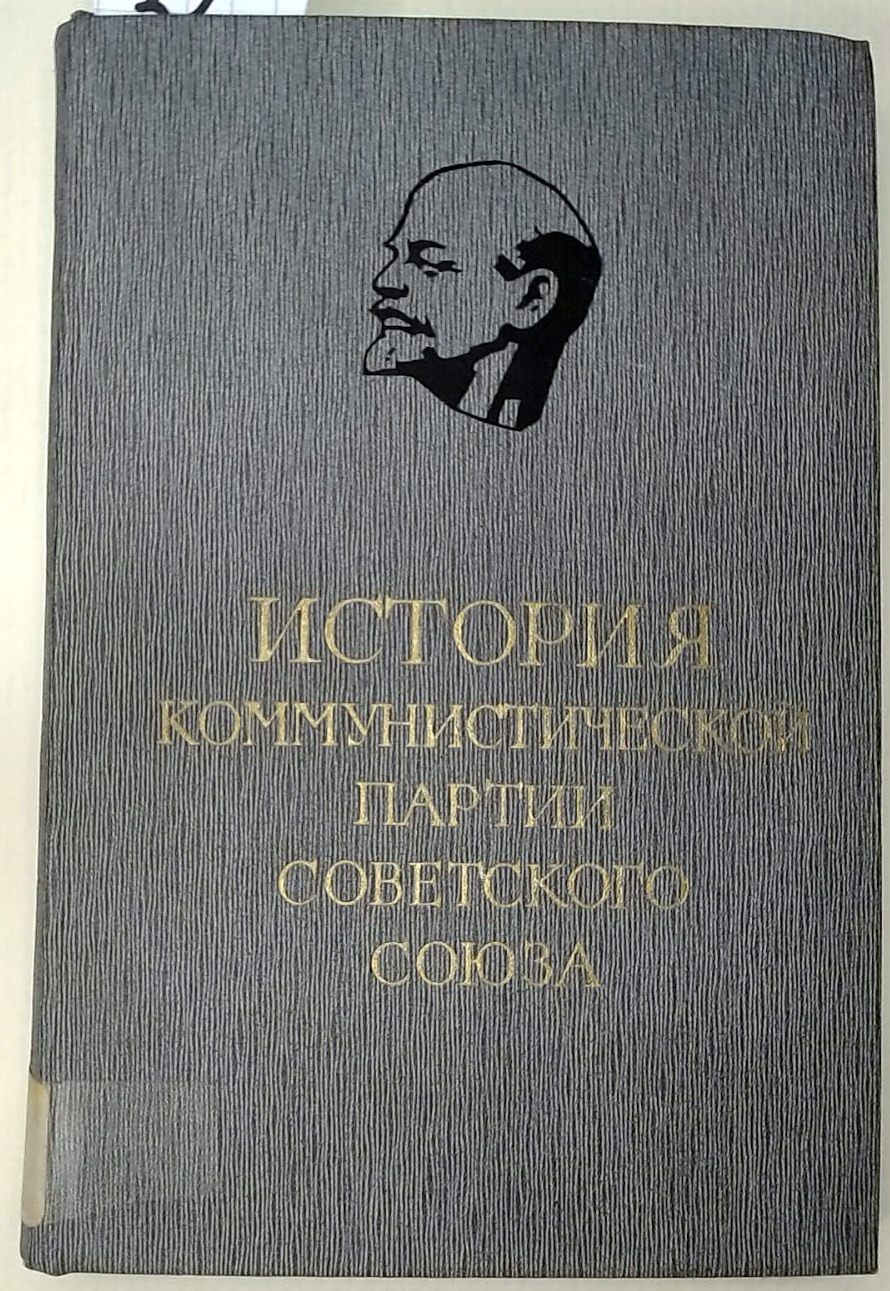 ИСТОРИЯ
КОММУНИСТИЧЕСКОЙ
ПАРТИИ
СОВЕТСКОГО
СОЮЗА